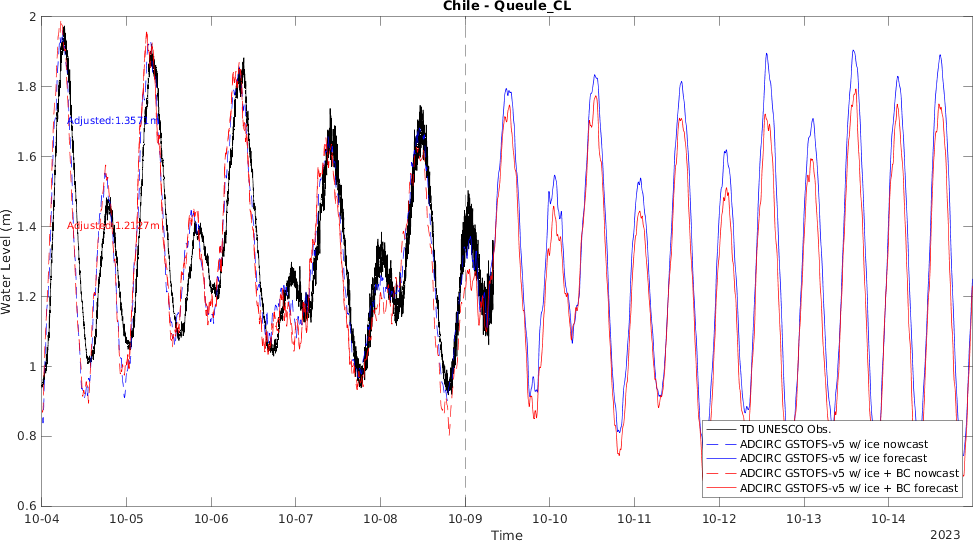 Chile - Queule_CL
2
1.8
1.6
1.4
1.2
1
0.8
0.6
Water Level (m)
Adjusted:1.3571m
Adjusted:1.2127m
TD UNESCO Obs.
ADCIRC GSTOFS-v5 w/ ice nowcast
ADCIRC GSTOFS-v5 w/ ice forecast
ADCIRC GSTOFS-v5 w/ ice + BC nowcast
ADCIRC GSTOFS-v5 w/ ice + BC forecast
10-04 10-05 10-06 10-07 10-08 10-09 10-10 10-11 10-12 10-13 10-14
Time
2023